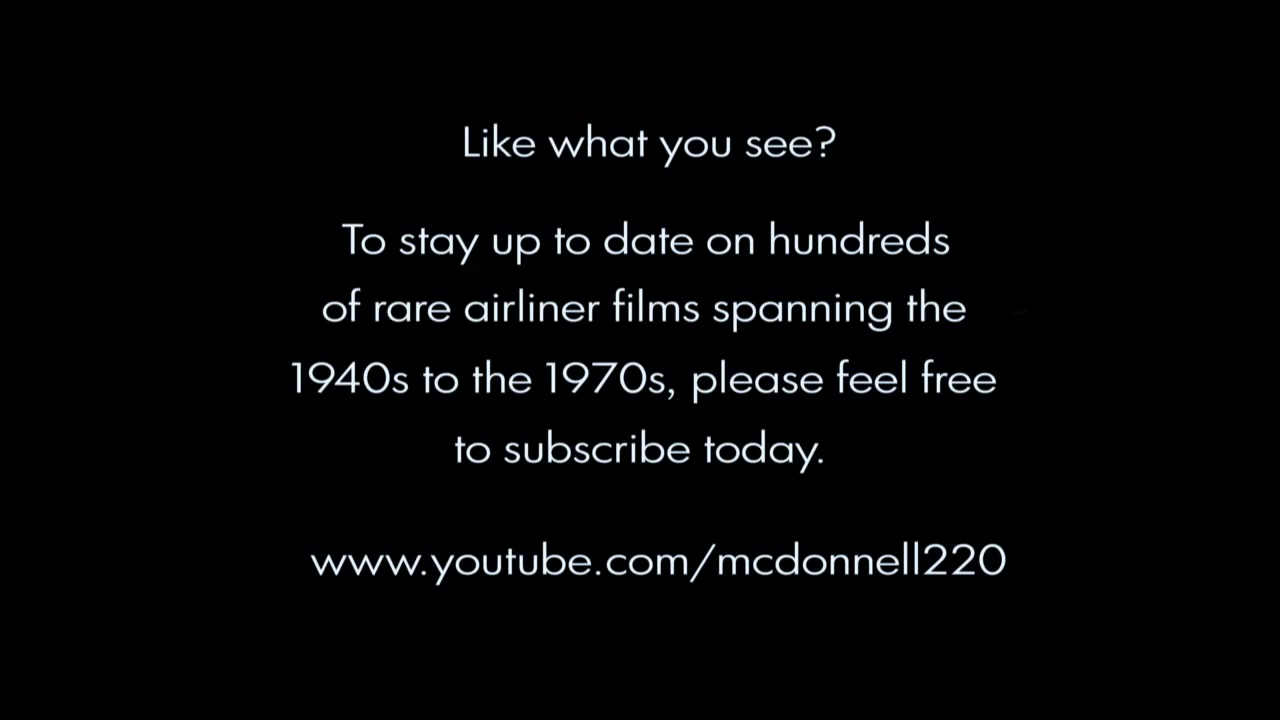 Like what you see?
To stay up to date on hundreds
of rare airliner films spanning the
1940s to the 1970s, please feel free
to subscribe today.
www.youtube.com/mcdonnell220